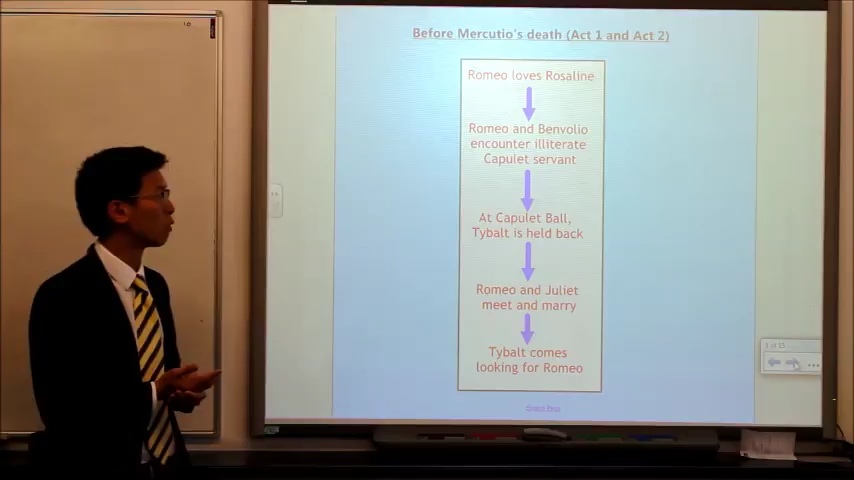 Before Mercutio's death (Act 1 and Act 2)
Romeo loves Rosaline
Romeo and Benvolio
encounter illiterate
Capulet servant
At Capulet Ball,
Tybalt is held back
Romeo and Juliet
meet and marry
Tybalt comes
looking for Romeo